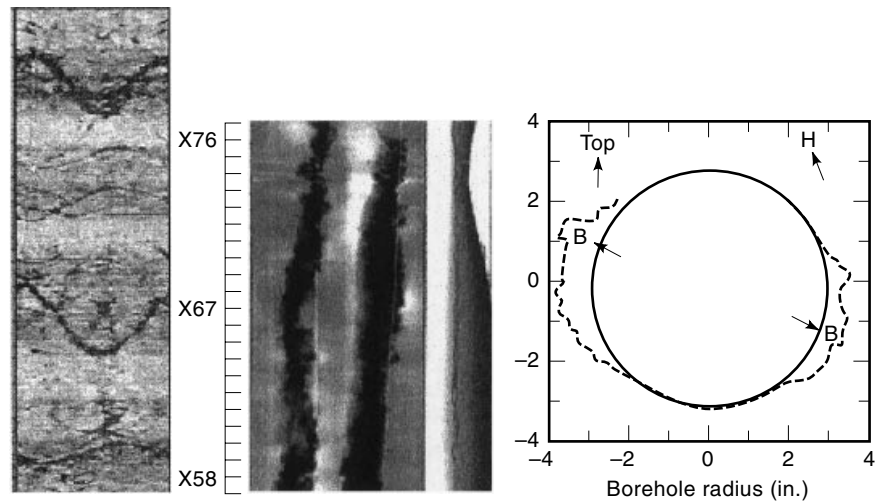 X76
X67
X58
4
2
0
−2
−4
Top
H
B
B
−4 −2 0 2 4
Borehole radius (in.)